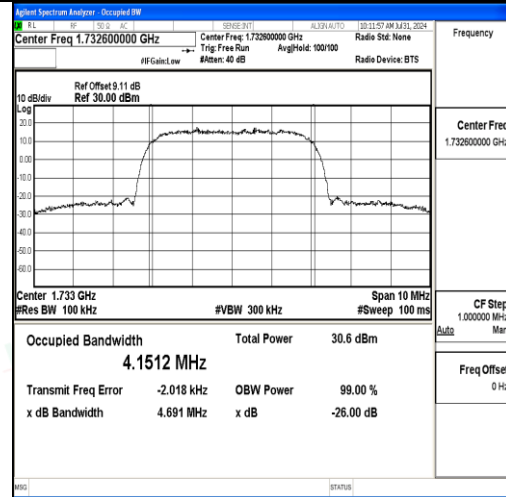 Agilent Spectrum Analyzer - Occupied BW
RL RF 50 Ω AC SENSE:INT ALIGN AUTO 10:11:57 AM Jul 31, 2024
Center Freq 1.732600000 GHz
Center Freq: 1.732600000 GHz
Radio Std: None
Trig: Free Run Avg|Hold: 100/100
#IFGain:Low #Atten: 40 dB Radio Device: BTS
Ref Offset 9.11 dB
10 dB/div Ref 30.00 dBm
Log
20.0
10.0
0.00
-10.0
-20.0
-30.0
-40.0
-50.0
-60.0
Center 1.733 GHz Span 10 MHz
#Res BW 100 kHz #VBW 300 kHz #Sweep 100 ms
Occupied Bandwidth Total Power 30.6 dBm
4.1512 MHz
Transmit Freq Error -2.018 kHz OBW Power 99.00 %
x dB Bandwidth 4.691 MHz x dB -26.00 dB
MSG STATUS
Frequency
Center Freq
1.732600000 GHz
CF Step
1.000000 MHz
Auto Man
Freq Offset
0 Hz